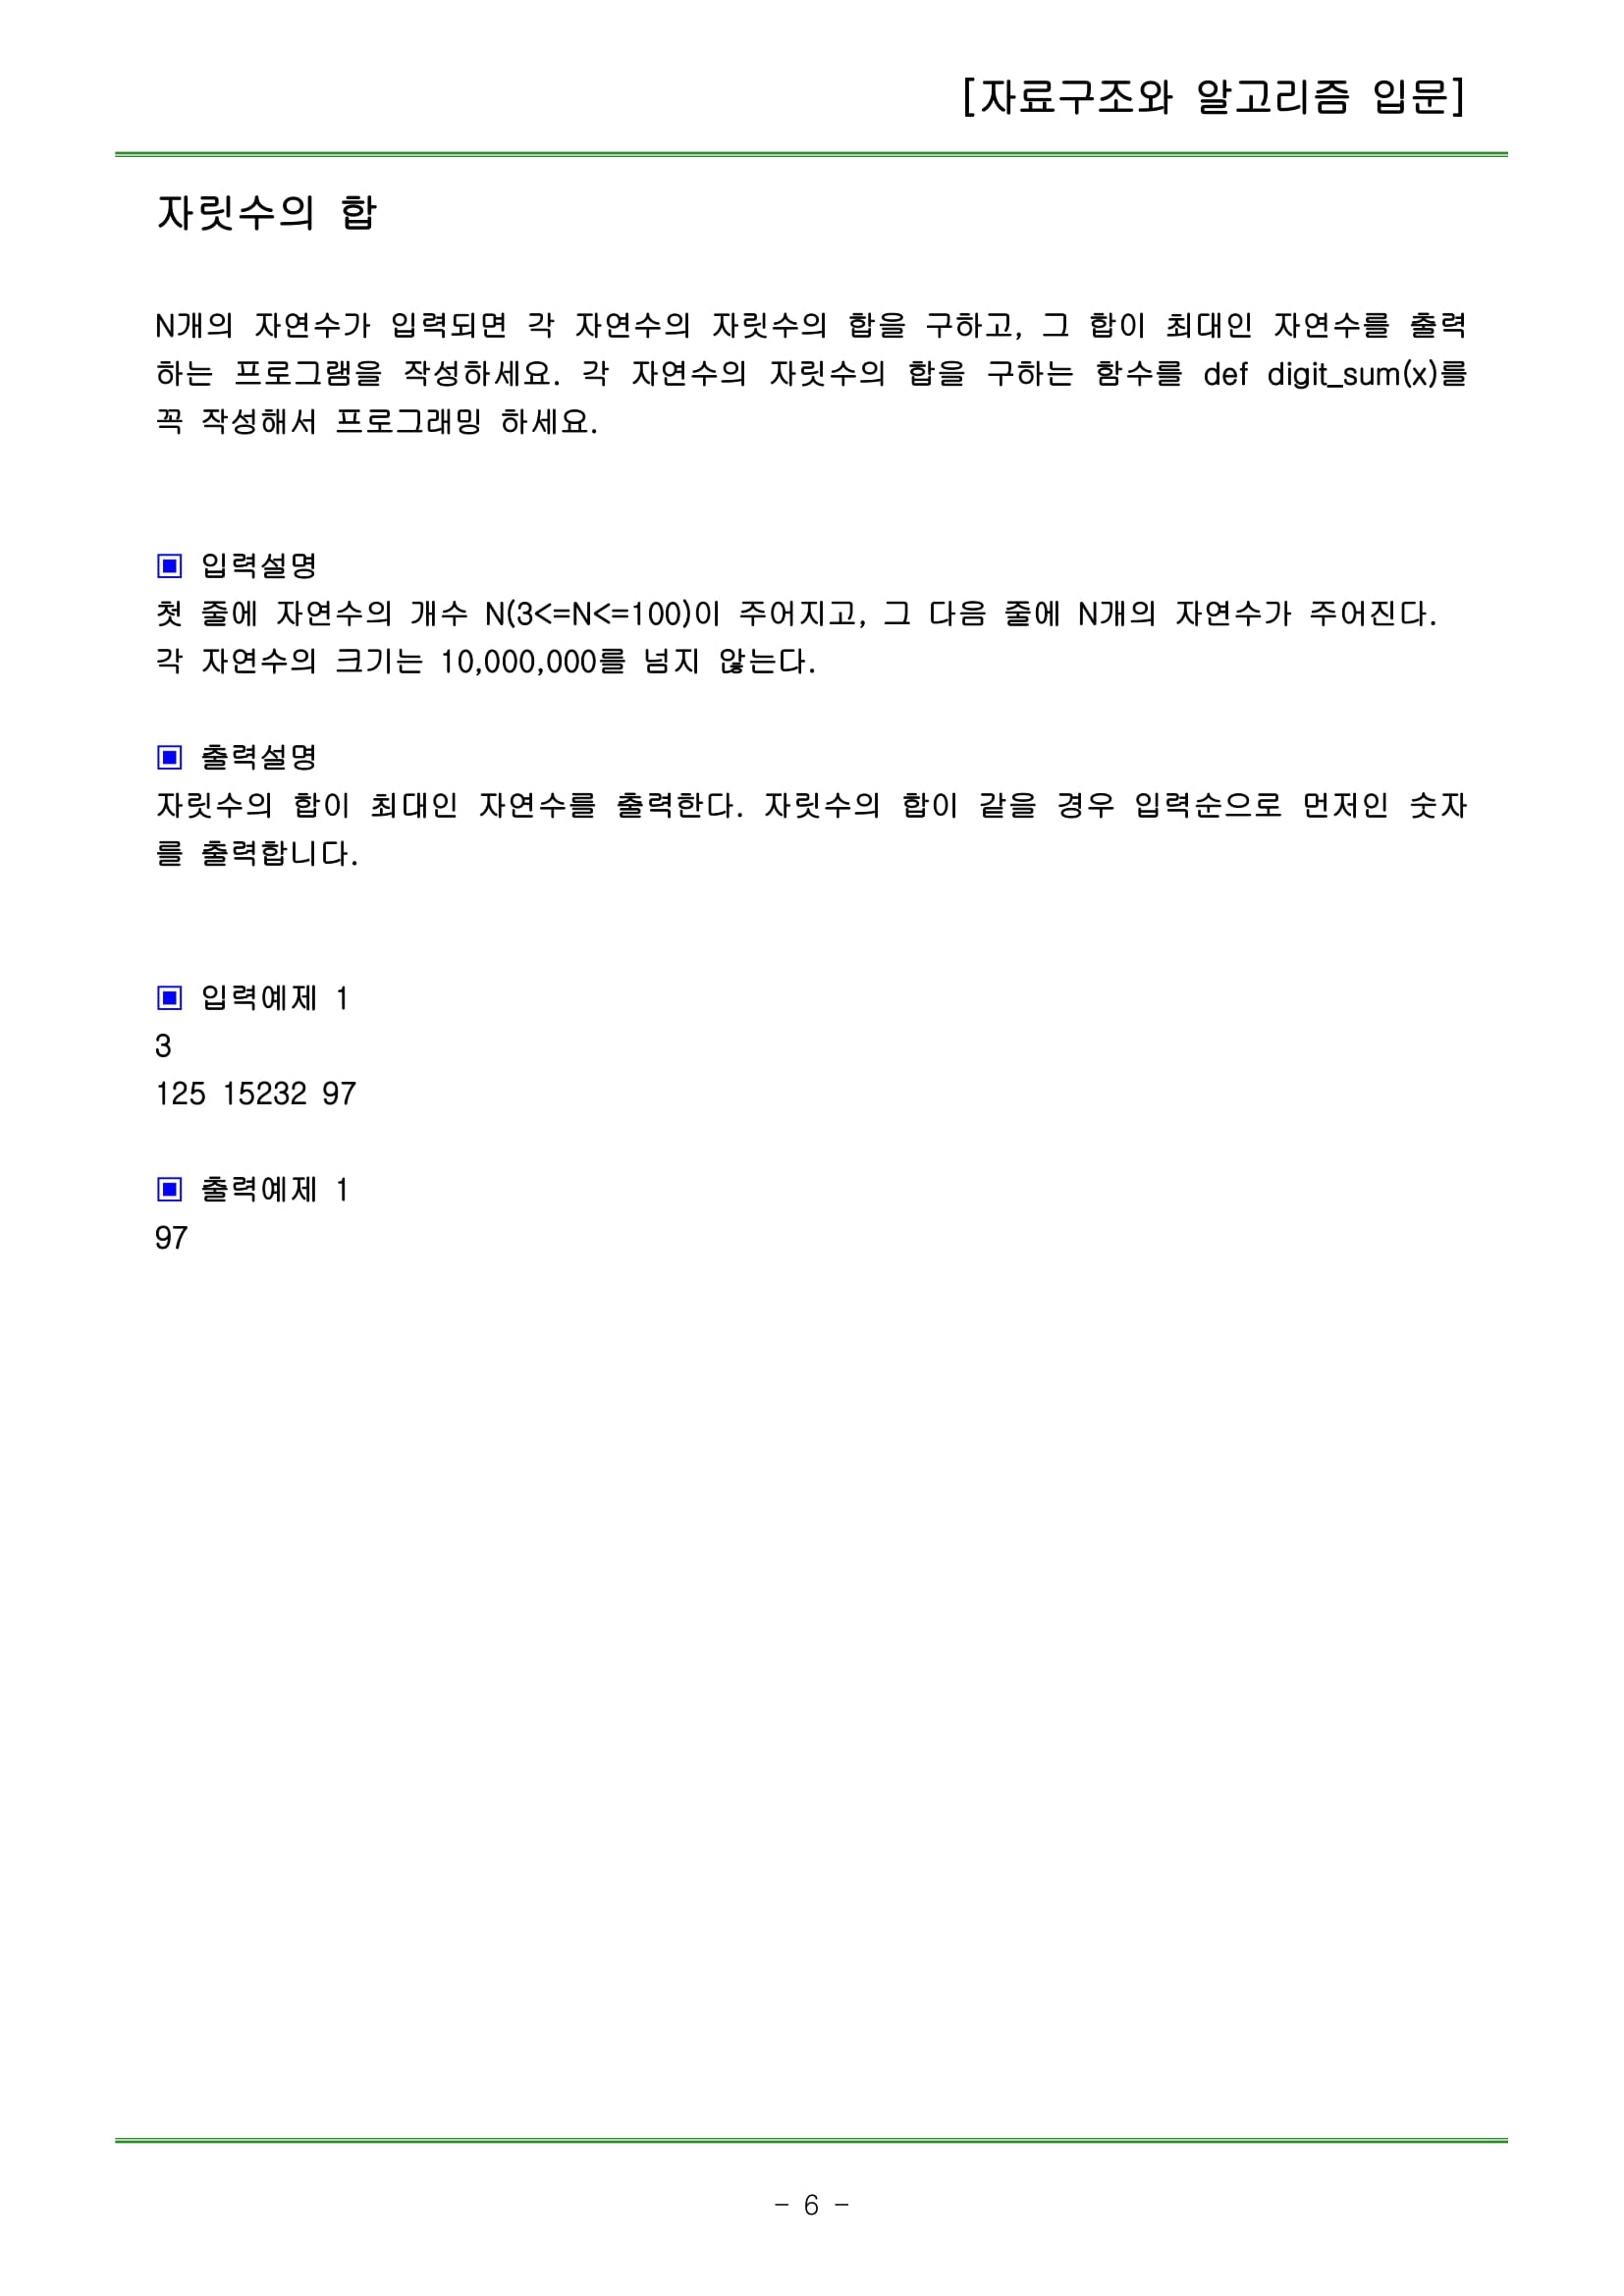 [자료구조와 알고리즘 입문]
자릿수의 합
N개의 자연수가 입력되면 각 자연수의 자릿수의 합을 구하고, 그 합이 최대인 자연수를 출력
하는 프로그램을 작성하세요. 각 자연수의 자릿수의 합을 구하는 함수를 def digit_sum(x)를
꼭 작성해서 프로그래밍 하세요.
▣ 입력설명
첫 줄에 자연수의 개수 N(3<=N<=100)이 주어지고, 그 다음 줄에 N개의 자연수가 주어진다.
각 자연수의 크기는 10,000,000를 넘지 않는다.
▣ 출력설명
자릿수의 합이 최대인 자연수를 출력한다. 자릿수의 합이 같을 경우 입력순으로 먼저인 숫자
를 출력합니다.
▣ 입력예제 1
3
125 15232 97
▣ 출력예제 1
97
- 6 -